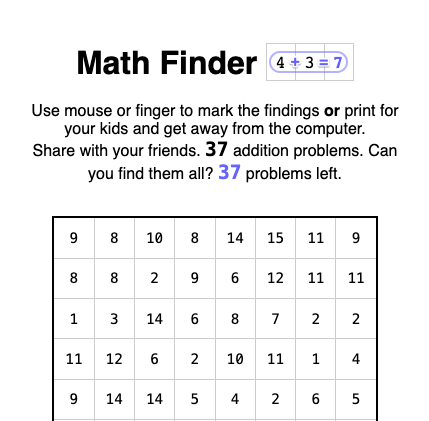 Math Finder 4 + 3 = 7
Use mouse or finger to mark the findings or print for
your kids and get away from the computer.
Share with your friends. 37 addition problems. Can
you find them all? 37 problems left.
9 8 10 8 14 15 11 9
8 8 2 9 6 12 11 11
1 3 14 6 8 7 2 2
11 12 6 2 10 11 1 4
9 14 14 5 4 2 6 5